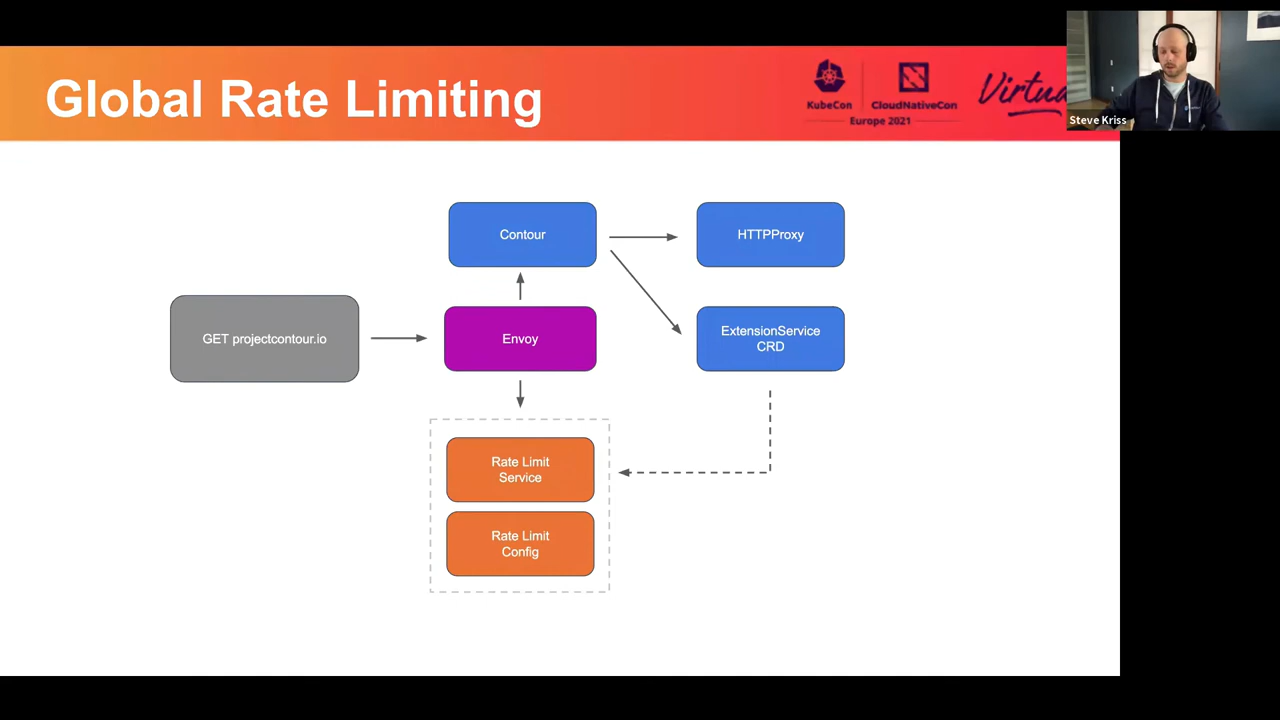 Global Rate Limiting
KubeCon
CloudNativeCon
Europe 2021
Steve Kriss
Contour
HTTPProxy
GET projectcontour.io
Envoy
ExtensionService
CRD
Rate Limit
Service
Rate Limit
Config